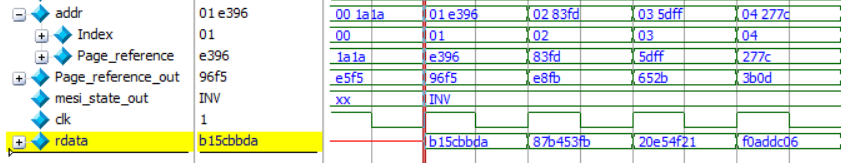 addr 01 e396 00 1a1a 01 e396 02 83fd 03 5dff 04 277c
Index 01 00 01 02 03 04
Page_reference e396 1a1a e396 83fd 5dff 277c
Page_reference_out 96f5 e5f5 96f5 e8fb 652b 3b0d
mesi_state_out INV xx INV
clk 1
rdata b15cbbda b15cbbda 87b453fb 20e54f21 f0addc06